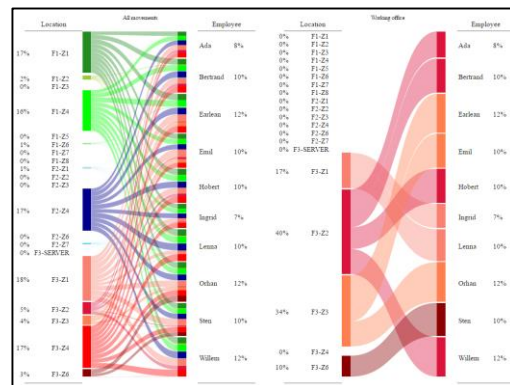 All movements
Location
Employee
17% F1-Z1
2% F1-Z2
0% F1-Z3
16% F1-Z4
0% F1-Z5
1% F1-Z6
0% F1-Z7
0% F1-Z8
1% F2-Z1
0% F2-Z2
0% F2-Z3
17% F2-Z4
0% F2-Z6
0% F2-Z7
0% F3-SERVER
18% F3-Z1
5% F3-Z2
4% F3-Z3
17% F3-Z4
3% F3-Z6
Ada 8%
Bertrand 10%
Earlean 12%
Emil 10%
Hobert 10%
Ingrid 7%
Lenna 10%
Orhan 12%
Sten 10%
Willem 12%
Working office
Location
Employee
0% F1-Z1
0% F1-Z2
0% F1-Z3
0% F1-Z4
0% F1-Z5
0% F1-Z6
0% F1-Z7
0% F1-Z8
0% F2-Z1
0% F2-Z2
0% F2-Z3
0% F2-Z4
0% F2-Z6
0% F2-Z7
0% F3-SERVER
17% F3-Z1
40% F3-Z2
34% F3-Z3
0% F3-Z4
10% F3-Z6
Ada 8%
Bertrand 10%
Earlean 12%
Emil 10%
Hobert 10%
Ingrid 7%
Lenna 10%
Orhan 12%
Sten 10%
Willem 12%